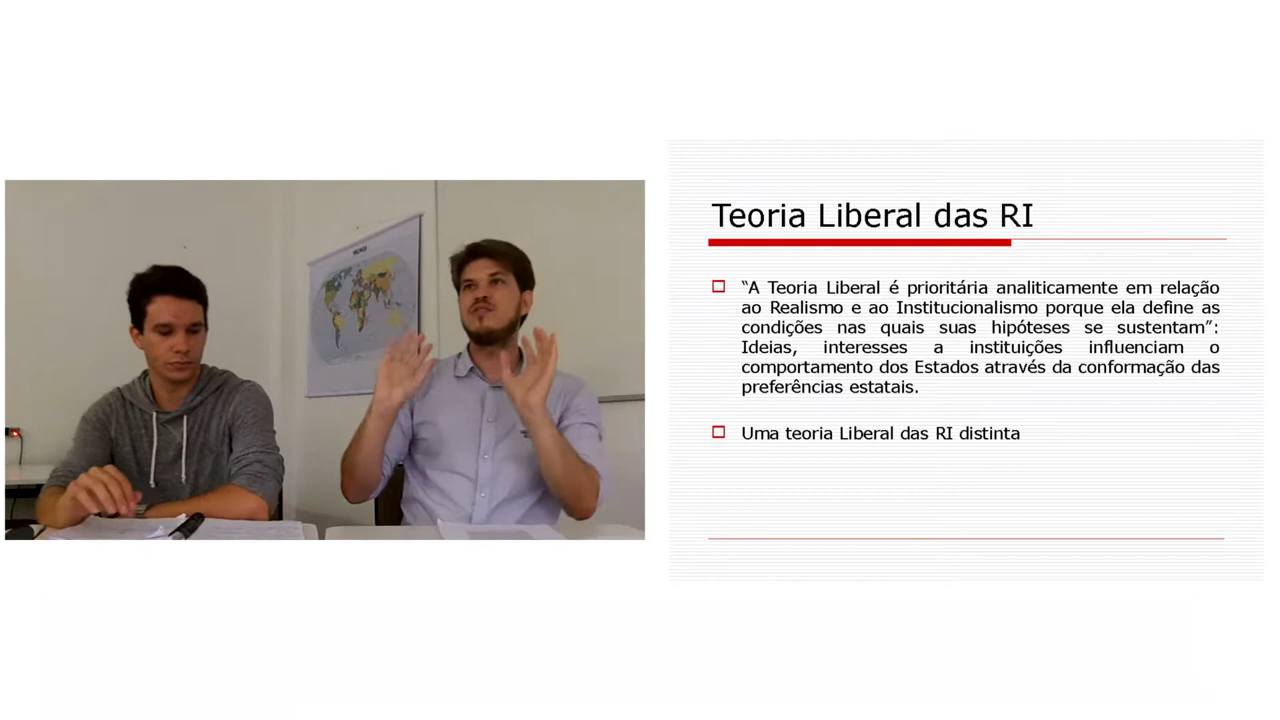 Teoria Liberal das RI
“A Teoria Liberal é prioritária analiticamente em relação
ao Realismo e ao Institucionalismo porque ela define as
condições nas quais suas hipóteses se sustentam”:
Ideias, interesses a instituições influenciam o
comportamento dos Estados através da conformação das
preferências estatais.
Uma teoria Liberal das RI distinta